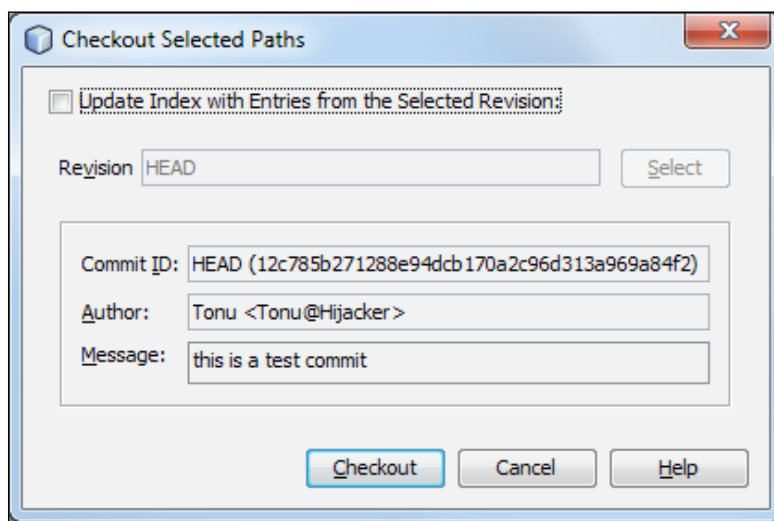 Checkout Selected Paths
Update Index with Entries from the Selected Revision:
Revision HEAD Select
Commit ID: HEAD (12c785b271288e94dcb170a2c96d313a969a84f2)
Author: Tonu <Tonu@Hijacker>
Message: this is a test commit
Checkout Cancel Help